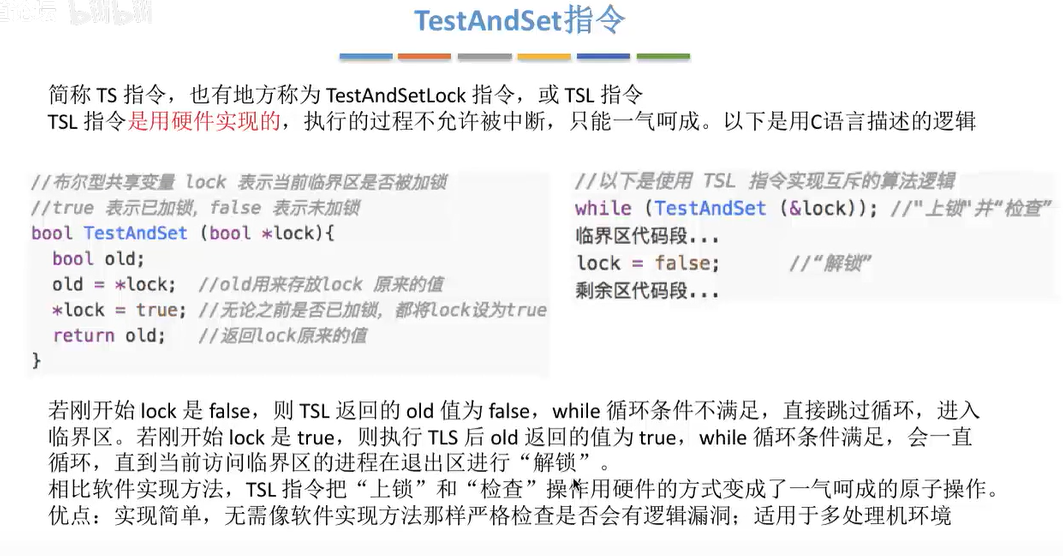 bilibili
TestAndSet指令
简称 TS 指令，也有地方称为 TestAndSetLock 指令，或 TSL 指令
TSL 指令是用硬件实现的，执行的过程不允许被中断，只能一气呵成。以下是用C语言描述的逻辑
//布尔型共享变量 lock 表示当前临界区是否被加锁
//true 表示已加锁，false 表示未加锁
bool TestAndSet (bool *lock){
bool old;
old = *lock; //old用来存放lock 原来的值
*lock = true; //无论之前是否已加锁，都将lock设为true
return old; //返回lock原来的值
}
//以下是使用 TSL 指令实现互斥的算法逻辑
while (TestAndSet (&lock)); //"上锁"并“检查”
临界区代码段...
lock = false; //“解锁”
剩余区代码段...
若刚开始 lock 是 false，则 TSL 返回的 old 值为 false，while 循环条件不满足，直接跳过循环，进入
临界区。若刚开始 lock 是 true，则执行 TLS 后 old 返回的值为 true，while 循环条件满足，会一直
循环，直到当前访问临界区的进程在退出区进行“解锁”。
相比软件实现方法，TSL 指令把“上锁”和“检查”操作用硬件的方式变成了一气呵成的原子操作。
优点：实现简单，无需像软件实现方法那样严格检查是否会有逻辑漏洞；适用于多处理机环境